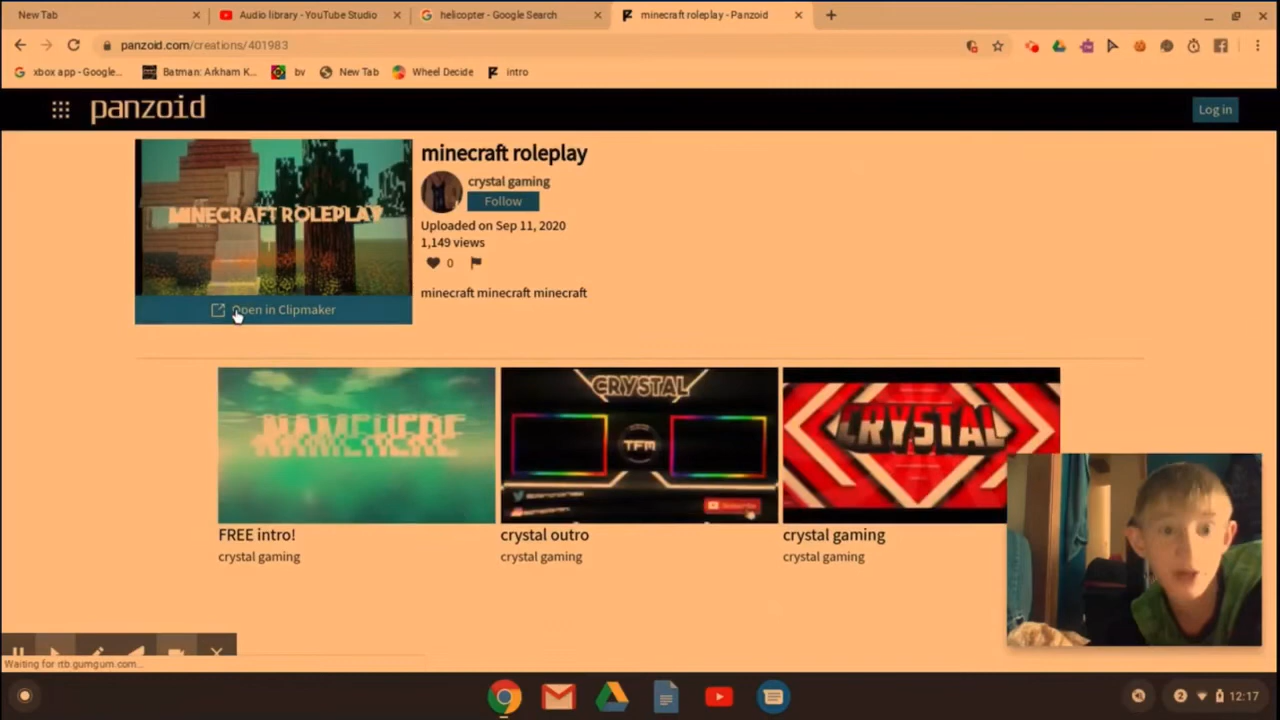 New Tab
Audio library - YouTube Studio
helicopter - Google Search
minecraft roleplay - Panzoid
panzoid.com/creations/401983
xbox app - Google...
Batman: Arkham K...
bv
New Tab
Wheel Decide
intro
panzoid
Log in
MINECRAFT ROLEPLAY
Open in Clipmaker
minecraft roleplay
crystal gaming
Follow
Uploaded on Sep 11, 2020
1,149 views
0
minecraft minecraft minecraft
NAMEHERE
CRYSTAL
TFM
CRYSTAL
FREE intro!
crystal gaming
crystal outro
crystal gaming
crystal gaming
crystal gaming
Waiting for rtb.gumgum.com...
2
12:17